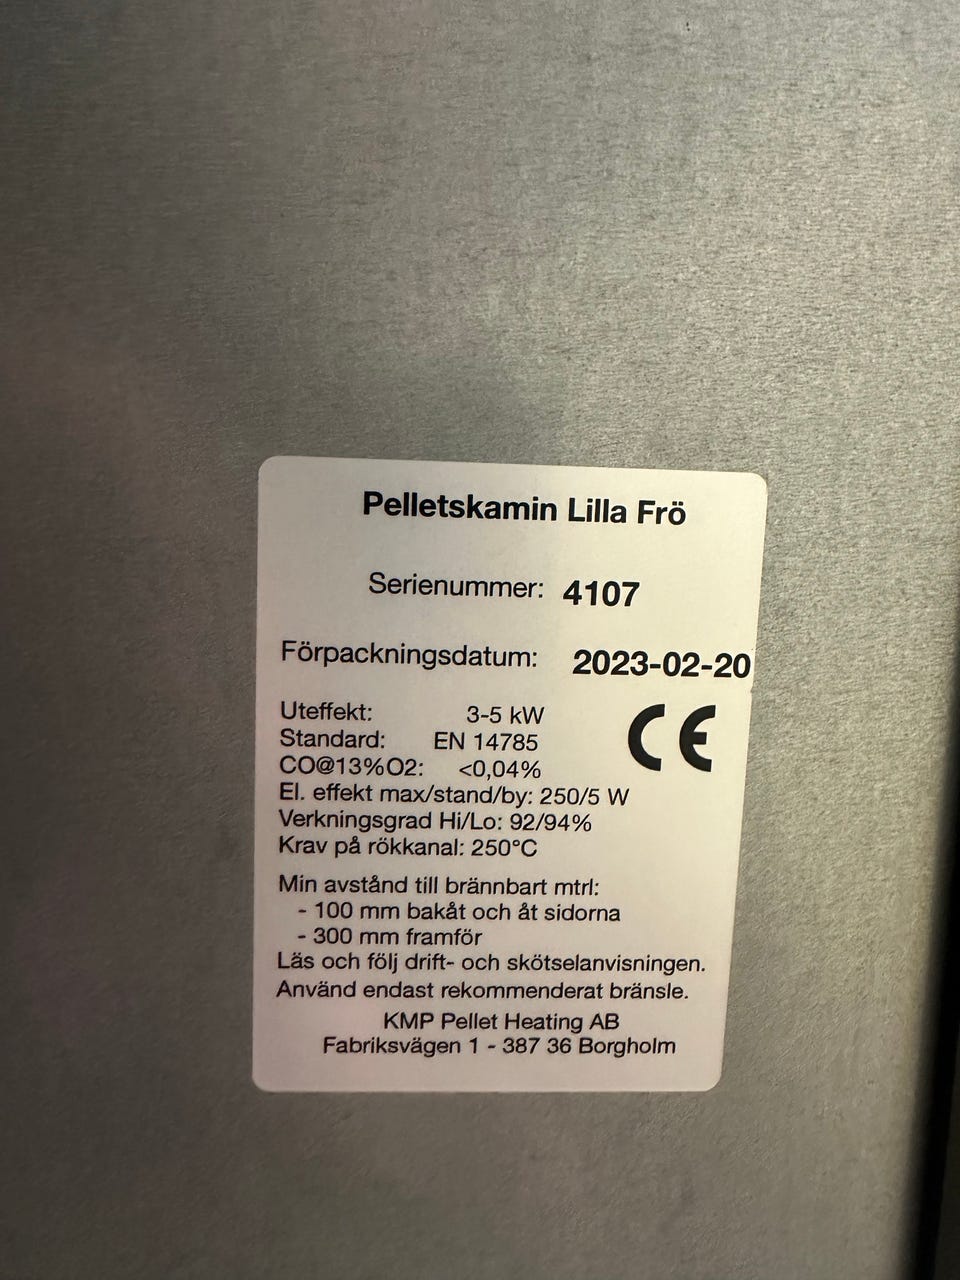 Pelletskamin Lilla Frö
Serienummer: 4107
Förpackningsdatum: 2023-02-20
Uteffekt: 3-5 kW
Standard: EN 14785
CO@13%O2: <0,04%
CE
El. effekt max/stand/by: 250/5 W
Verkningsgrad Hi/Lo: 92/94%
Krav på rökkanal: 250°C
Min avstånd till brännbart mtrl:
- 100 mm bakåt och åt sidorna
- 300 mm framför
Läs och följ drift- och skötselanvisningen.
Använd endast rekommenderat bränsle.
KMP Pellet Heating AB
Fabriksvägen 1 - 387 36 Borgholm